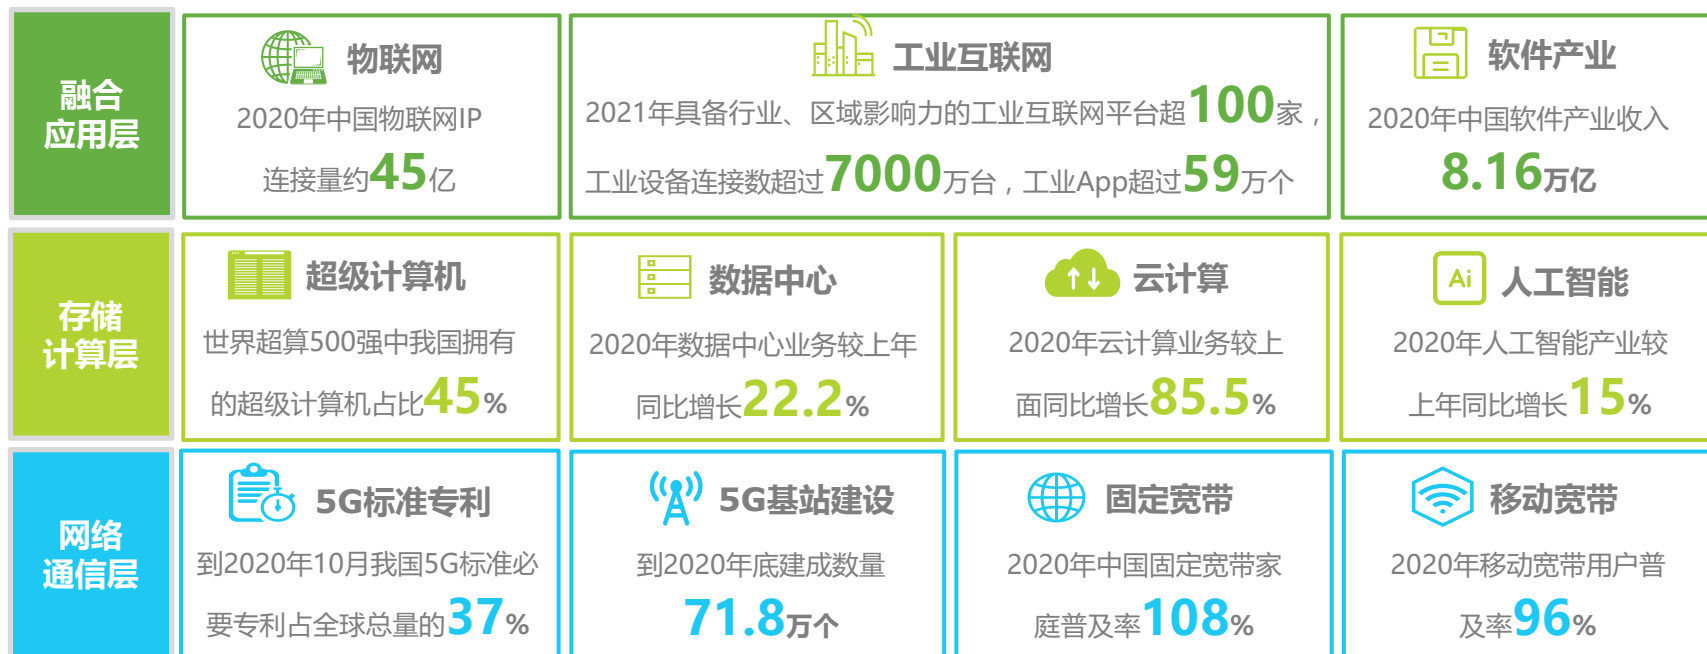 融合
应用层
物联网
2020年中国物联网IP
连接量约45亿
工业互联网
2021年具备行业、区域影响力的工业互联网平台超100家，
工业设备连接数超过7000万台，工业App超过59万个
软件产业
2020年中国软件产业收入
8.16万亿
存储
计算层
超级计算机
世界超算500强中我国拥有
的超级计算机占比45%
数据中心
2020年数据中心业务较上年
同比增长22.2%
云计算
2020年云计算业务较上
面同比增长85.5%
Ai
人工智能
2020年人工智能产业较
上年同比增长15%
网络
通信层
5G标准专利
到2020年10月我国5G标准必
要专利占全球总量的37%
5G基站建设
到2020年底建成数量
71.8万个
固定宽带
2020年中国固定宽带家
庭普及率108%
移动宽带
2020年移动宽带用户普
及率96%